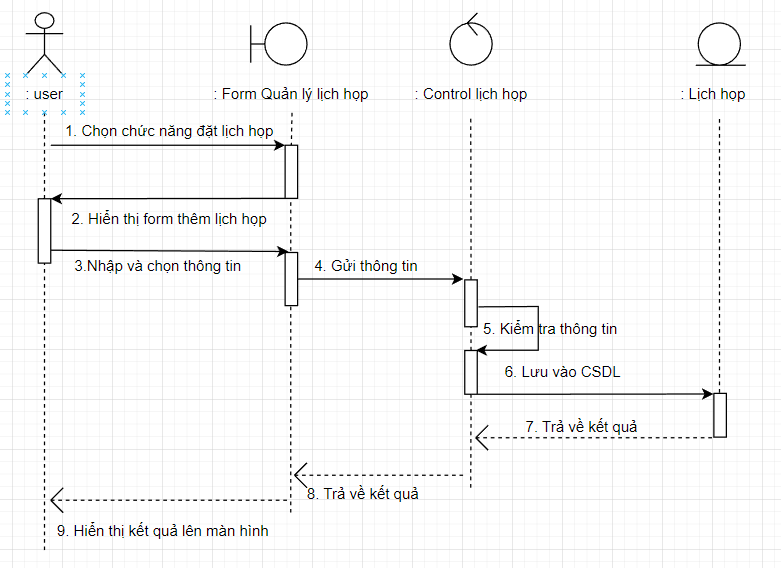 : user
: Form Quản lý lịch họp
: Control lịch họp
: Lịch họp
1. Chọn chức năng đặt lịch họp
2. Hiển thị form thêm lịch họp
3.Nhập và chọn thông tin
4. Gửi thông tin
5. Kiểm tra thông tin
6. Lưu vào CSDL
7. Trả về kết quả
8. Trả về kết quả
9. Hiển thị kết quả lên màn hình